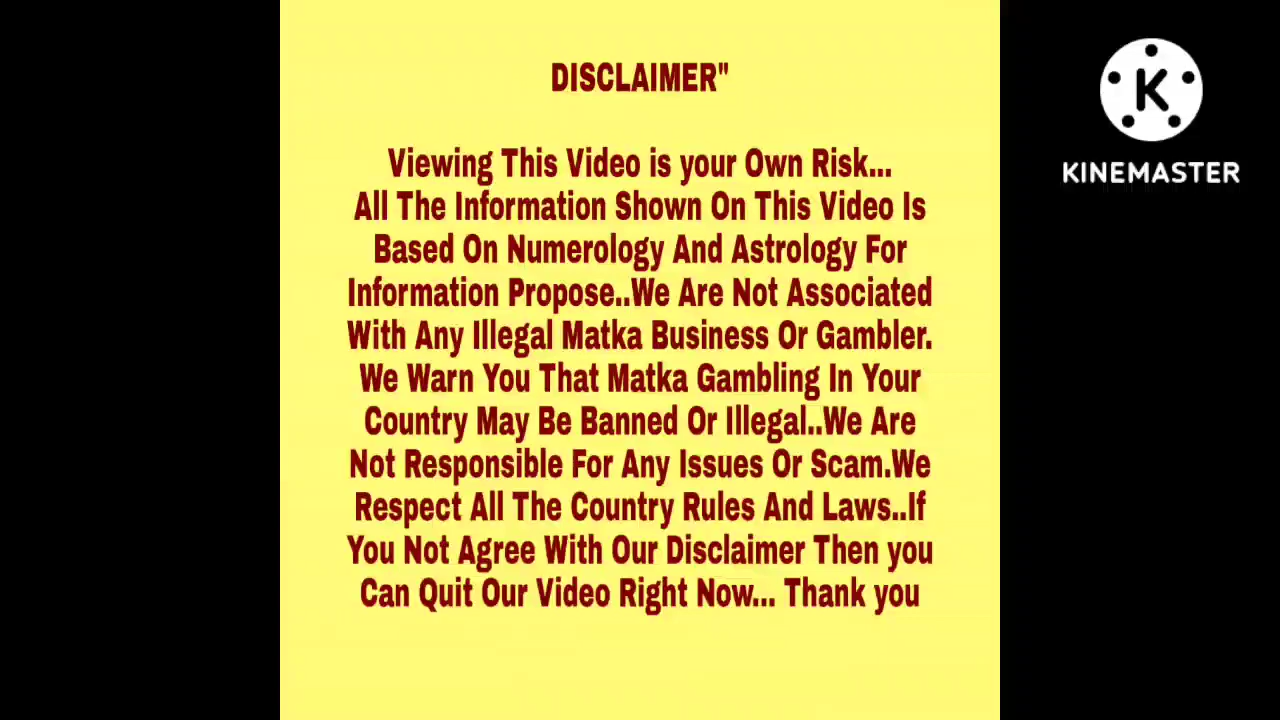 DISCLAIMER"
Viewing This Video is your Own Risk...
All The Information Shown On This Video Is
Based On Numerology And Astrology For
Information Propose..We Are Not Associated
With Any Illegal Matka Business Or Gambler.
We Warn You That Matka Gambling In Your
Country May Be Banned Or Illegal..We Are
Not Responsible For Any Issues Or Scam.We
Respect All The Country Rules And Laws..If
You Not Agree With Our Disclaimer Then you
Can Quit Our Video Right Now... Thank you
K
KINEMASTER